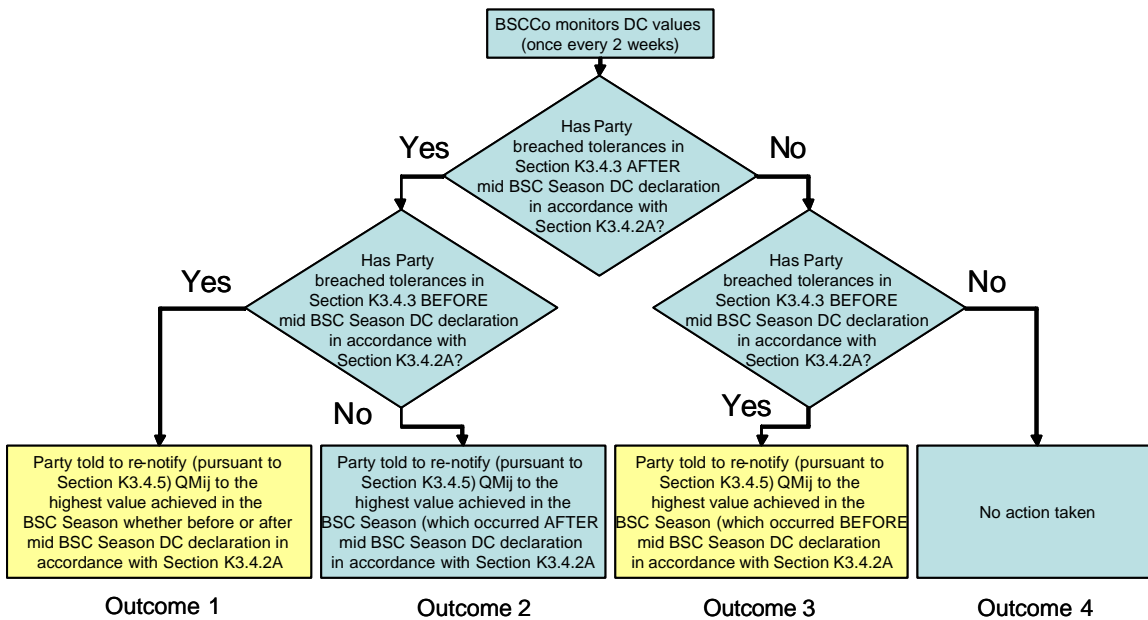 BSCCo monitors DC values
(once every 2 weeks)
Has Party
breached tolerances in
Section K3.4.3 AFTER
mid BSC Season DC declaration
in accordance with
Section K3.4.2A?
Yes
No
Has Party
breached tolerances in
Section K3.4.3 BEFORE
mid BSC Season DC declaration
in accordance with
Section K3.4.2A?
Yes
No
Has Party
breached tolerances in
Section K3.4.3 BEFORE
mid BSC Season DC declaration
in accordance with
Section K3.4.2A?
Yes
No
Party told to re-notify (pursuant to
Section K3.4.5) QMij to the
highest value achieved in the
BSC Season whether before or after
mid BSC Season DC declaration in
accordance with Section K3.4.2A
Party told to re-notify (pursuant to
Section K3.4.5) QMij to the
highest value achieved in the
BSC Season (which occurred AFTER
mid BSC Season DC declaration
in accordance with Section K3.4.2A
Party told to re-notify (pursuant to
Section K3.4.5) QMij to the
highest value achieved in the
BSC Season (which occurred BEFORE
mid BSC Season DC declaration
in accordance with Section K3.4.2A
No action taken
Outcome 1
Outcome 2
Outcome 3
Outcome 4